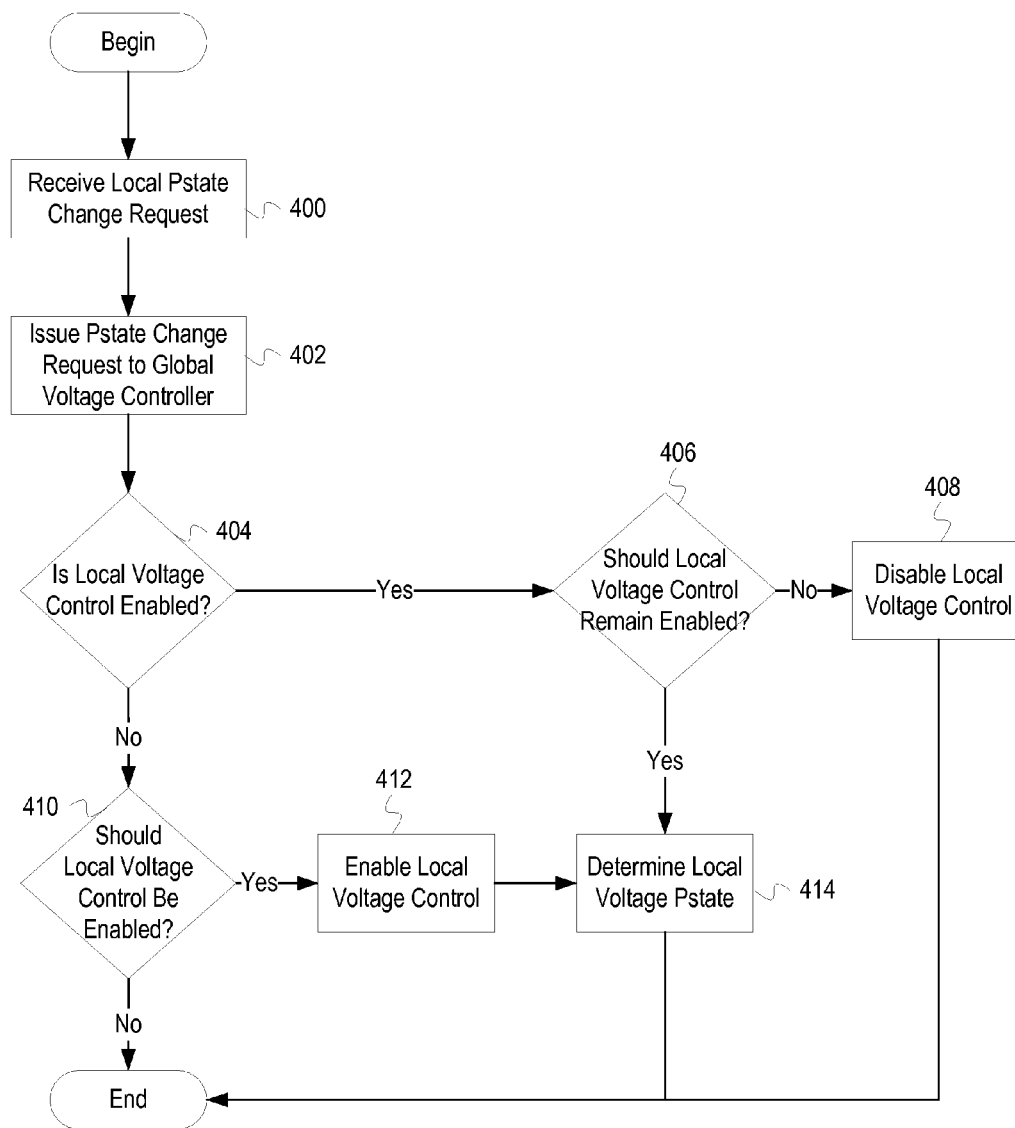 Begin
Receive Local Pstate
Change Request
400
Issue Pstate Change
Request to Global
Voltage Controller
402
404
Is Local Voltage
Control Enabled?
Yes
406
Should Local
Voltage Control
Remain Enabled?
No
408
Disable Local
Voltage Control
No
Yes
410
Should
Local Voltage
Control Be
Enabled?
Yes
412
Enable Local
Voltage Control
Determine Local
Voltage Pstate
414
No
End